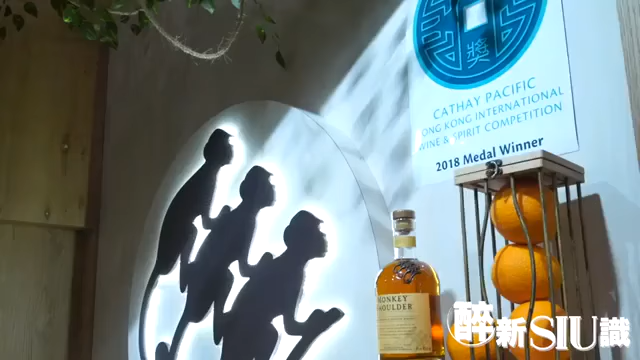 獎
CATHAY PACIFIC
HONG KONG INTERNATIONAL
WINE & SPIRIT COMPETITION
2018 Medal Winner
MONKEY
SHOULDER
醉新SIU識